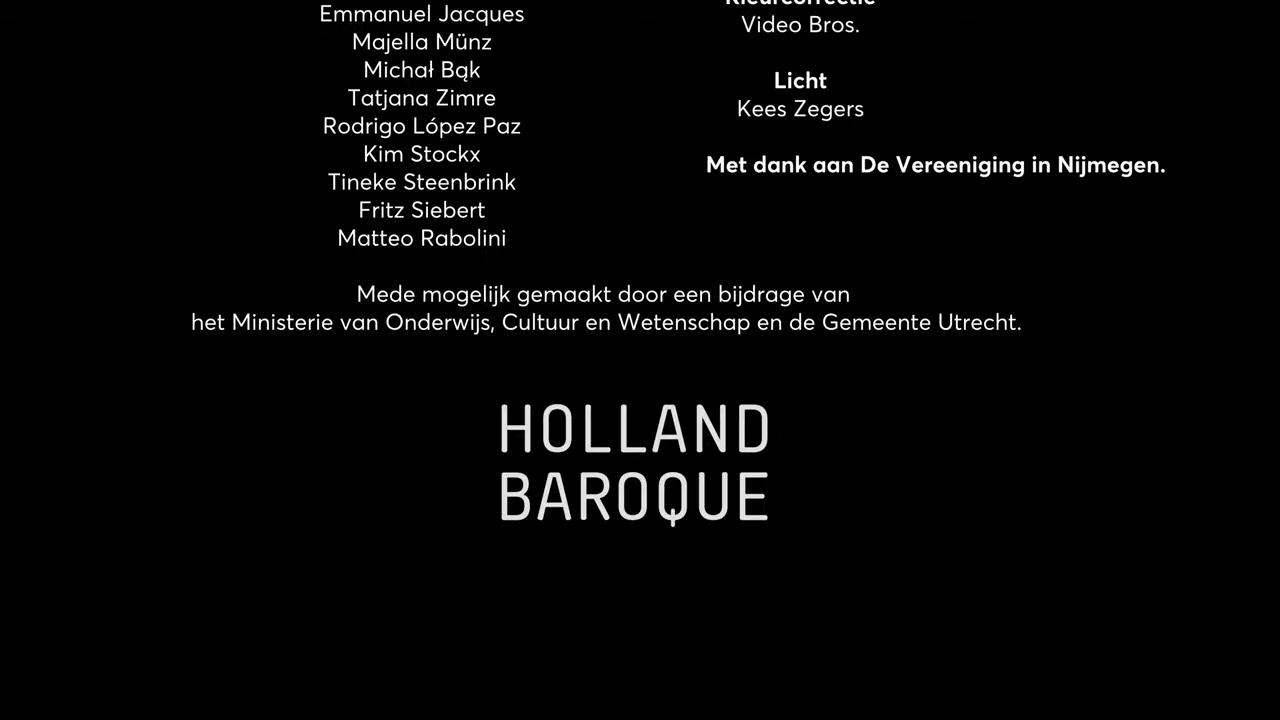 Emmanuel Jacques
Majella Münz
Michał Bąk
Tatjana Zimre
Rodrigo López Paz
Kim Stockx
Tineke Steenbrink
Fritz Siebert
Matteo Rabolini
Kleurcorrectie
Video Bros.
Licht
Kees Zegers
Met dank aan De Vereeniging in Nijmegen.
Mede mogelijk gemaakt door een bijdrage van
het Ministerie van Onderwijs, Cultuur en Wetenschap en de Gemeente Utrecht.
HOLLAND
BAROQUE